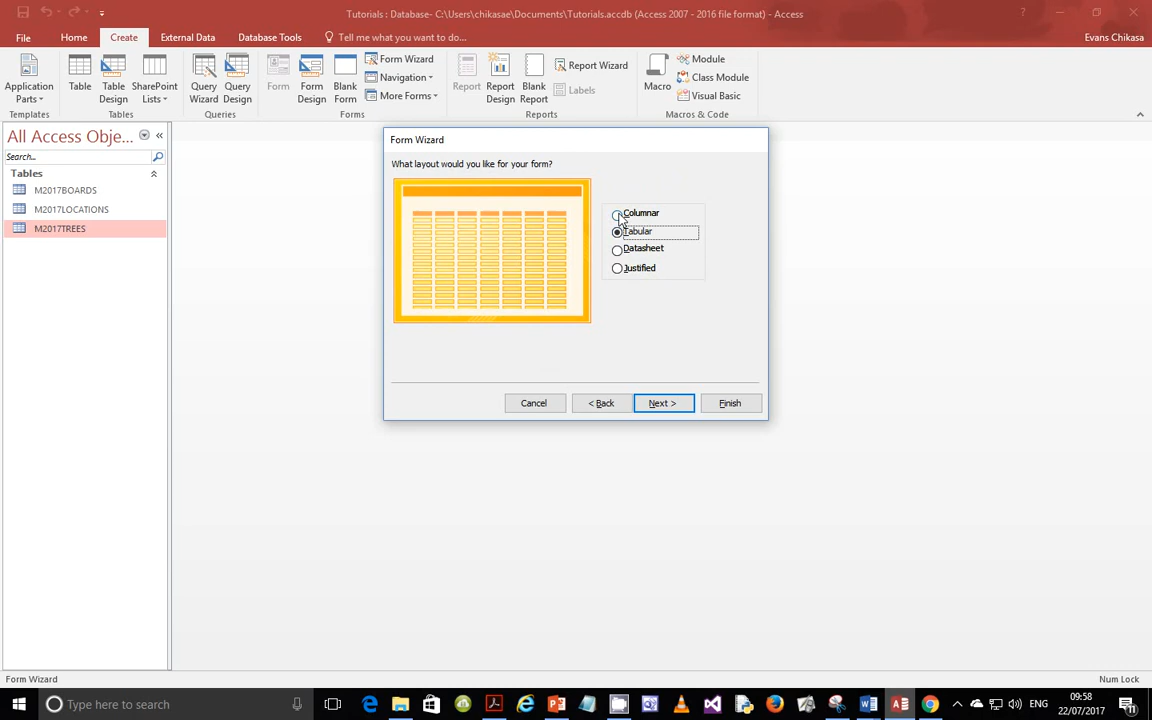 Tutorials : Database- C:\Users\chikasae\Documents\Tutorials.accdb (Access 2007 - 2016 file format) - Access
File Home Create External Data Database Tools Tell me what you want to do... Evans Chikasa
Application Parts
Table
Table Design
SharePoint Lists
Query Wizard
Query Design
Form
Form Design
Blank Form
Form Wizard
Navigation
More Forms
Report
Report Design
Blank Report
Report Wizard
Labels
Macro
Module
Class Module
Visual Basic
Templates Tables Queries Forms Reports Macros & Code
All Access Obje...
Search...
Tables
M2017BOARDS
M2017LOCATIONS
M2017TREES
Form Wizard
What layout would you like for your form?
Columnar
Tabular
Datasheet
Justified
Cancel < Back Next > Finish
Form Wizard Num Lock
Type here to search
ENG
09:58
22/07/2017
11